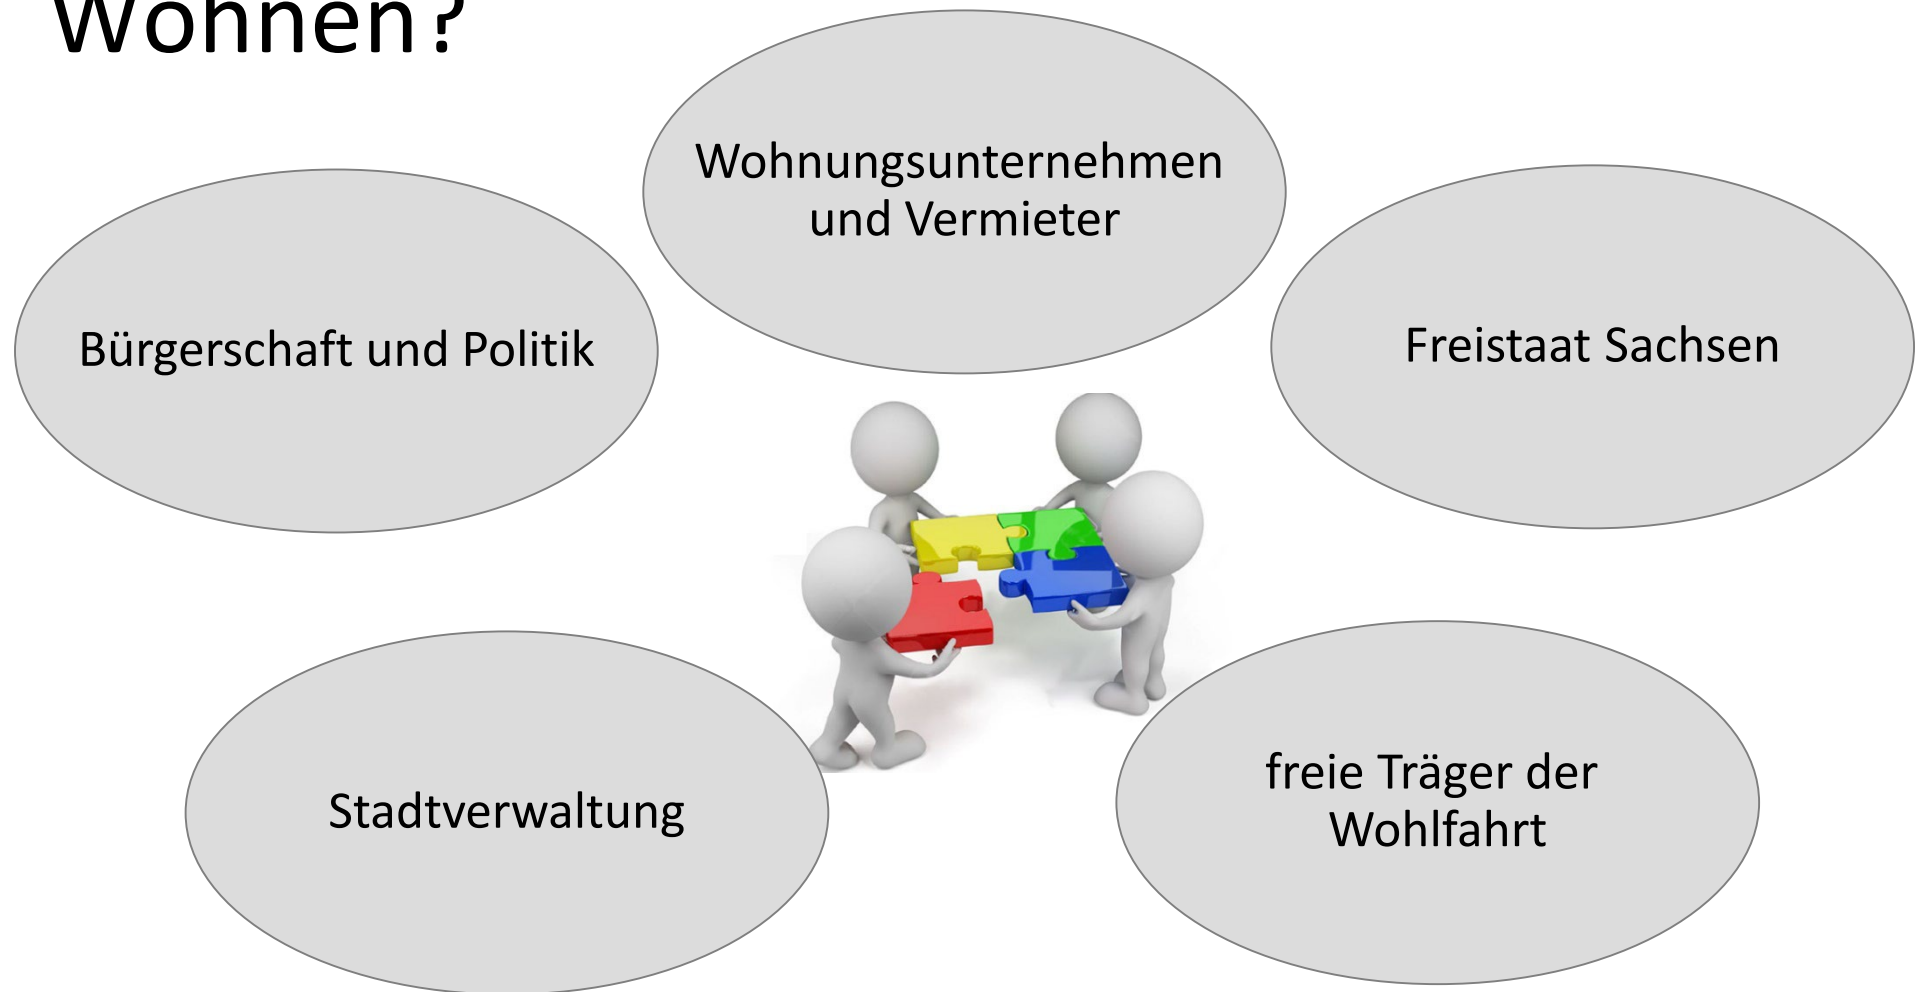 Wohnen?
Wohnungsunternehmen
und Vermieter
Bürgerschaft und Politik
Freistaat Sachsen
Stadtverwaltung
freie Träger der
Wohlfahrt